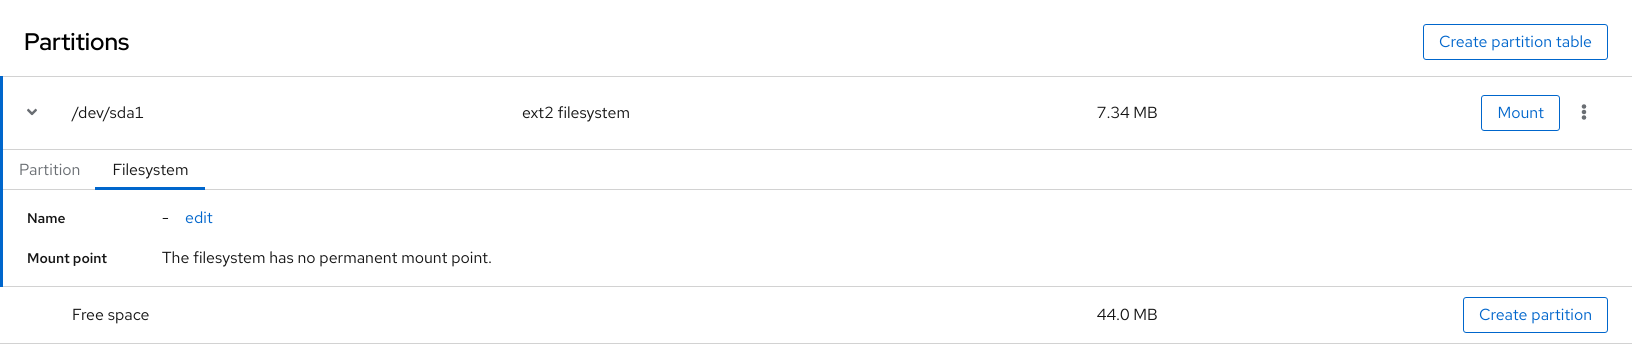 Partitions
Create partition table
/dev/sda1 ext2 filesystem 7.34 MB Mount
Partition Filesystem
Name - edit
Mount point The filesystem has no permanent mount point.
Free space 44.0 MB Create partition